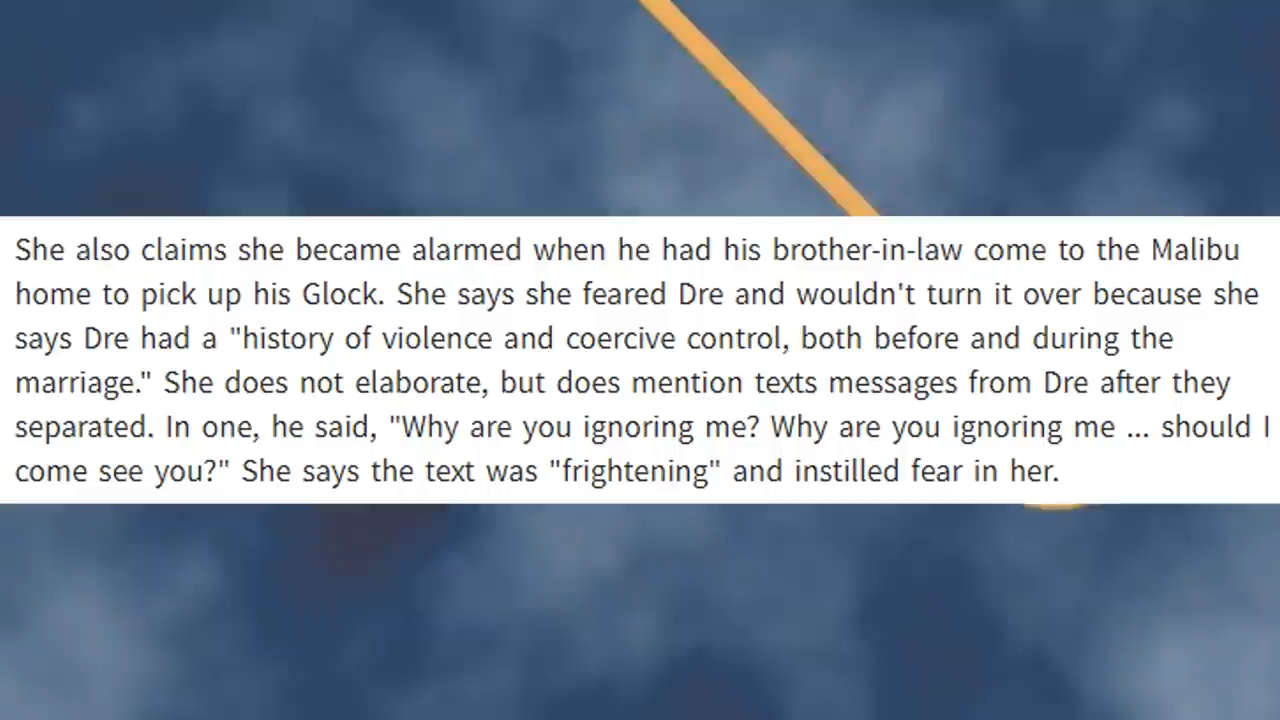 She also claims she became alarmed when he had his brother-in-law come to the Malibu
home to pick up his Glock. She says she feared Dre and wouldn't turn it over because she
says Dre had a "history of violence and coercive control, both before and during the
marriage." She does not elaborate, but does mention texts messages from Dre after they
separated. In one, he said, "Why are you ignoring me? Why are you ignoring me ... should I
come see you?" She says the text was "frightening" and instilled fear in her.